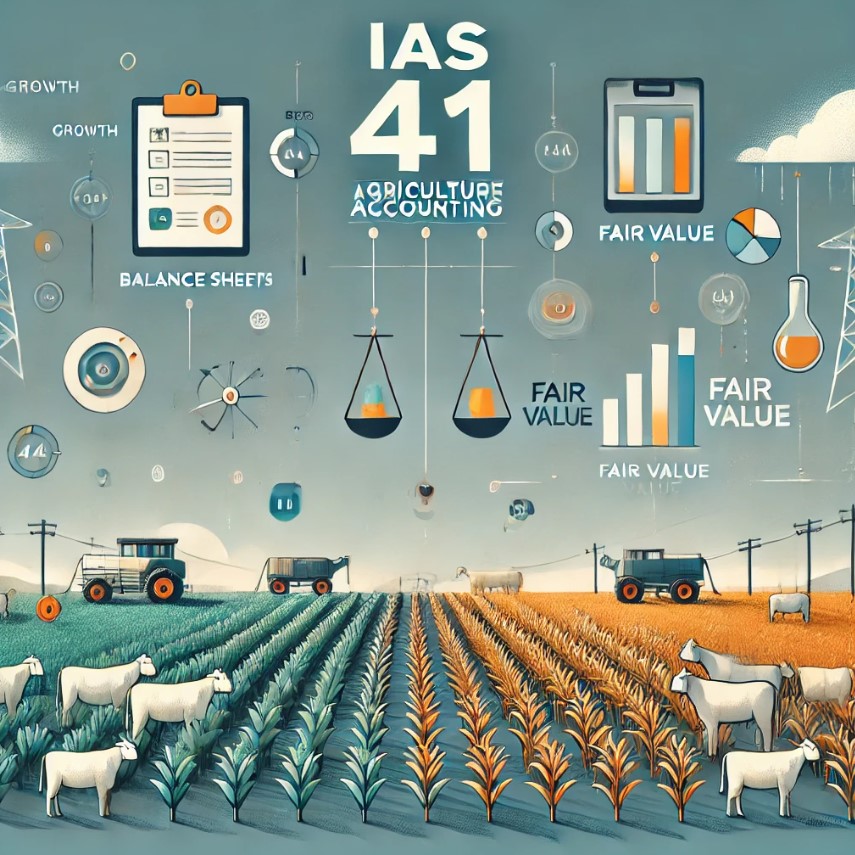 IAS
41
AGRICULTURE
ACCOUNTING
GROWTH
GROWTH
BALANCE SHEETS
FAIR VALUE
FAIR
VALUE
FAIR
VALUE
FAIR VALUE